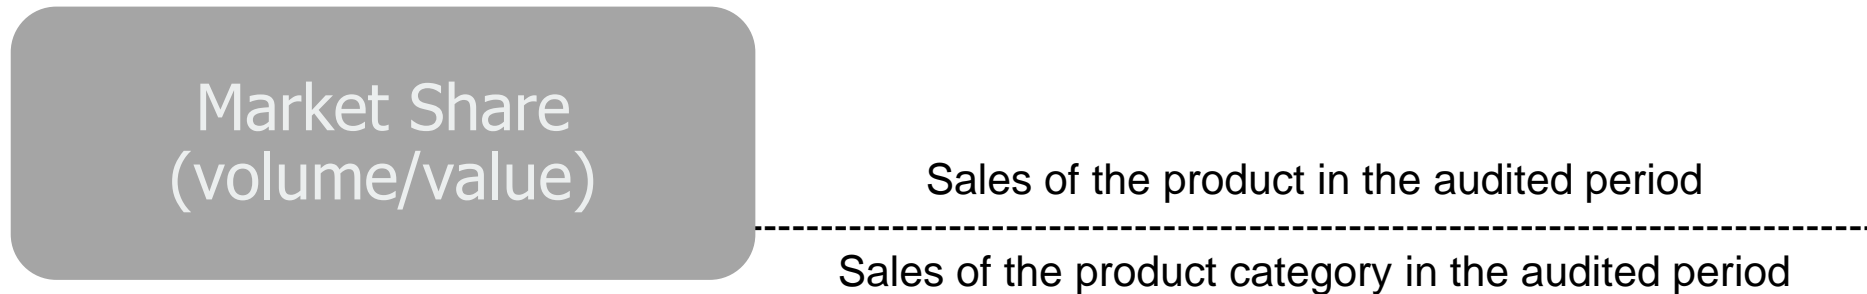 Market Share
(volume/value)
Sales of the product in the audited period
Sales of the product category in the audited period